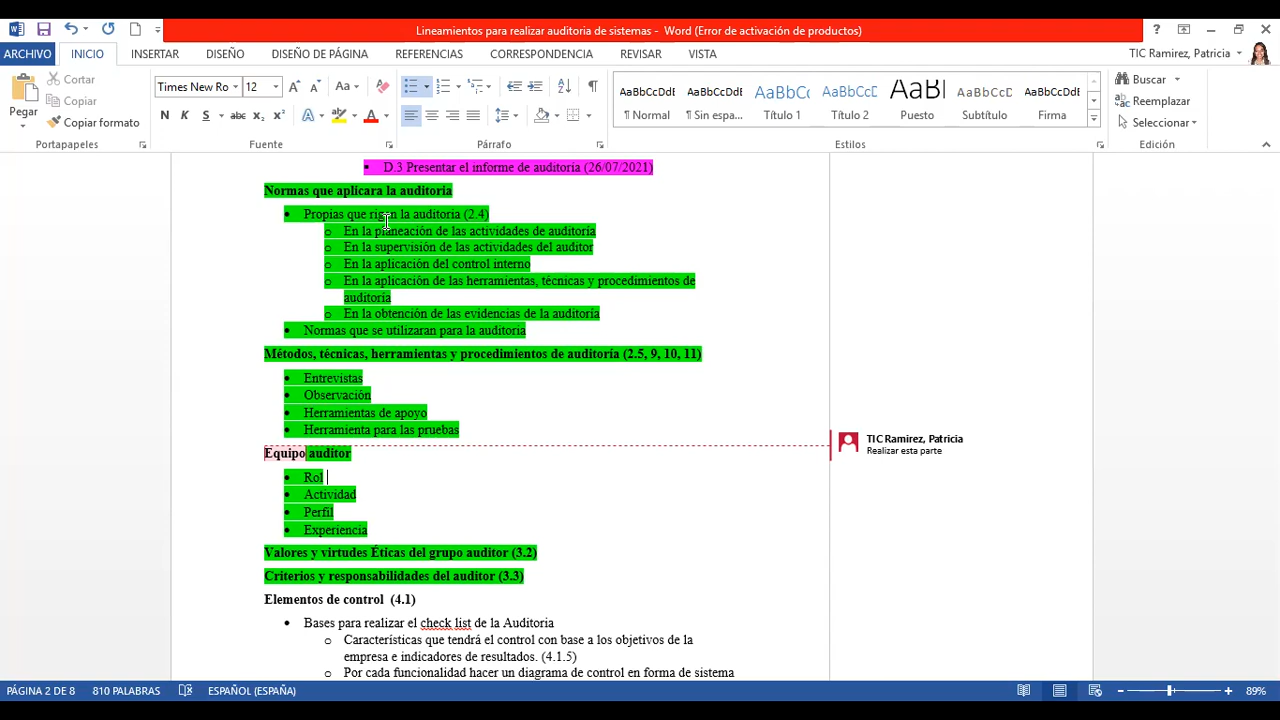 Lineamientos para realizar auditoria de sistemas - Word (Error de activación de productos)
ARCHIVO INICIO INSERTAR DISEÑO DISEÑO DE PÁGINA REFERENCIAS CORRESPONDENCIA REVISAR VISTA TIC Ramirez, Patricia
Pegar
Cortar
Copiar
Copiar formato
Portapapeles
Times New Ro 12
N K S abc x₂ x²
Fuente
Párrafo
AaBbCcDdI AaBbCcDdI AaBbCc AaBbCcD AaBl AaBbCcD AaBbCcDdI
¶ Normal ¶ Sin espa... Título 1 Título 2 Puesto Subtítulo Firma
Estilos
Buscar
Reemplazar
Seleccionar
Edición
D.3 Presentar el informe de auditoría (26/07/2021)
Normas que aplicara la auditoria
• Propias que rigen la auditoria (2.4)
o En la planeación de las actividades de auditoria
o En la supervisión de las actividades del auditor
o En la aplicación del control interno
o En la aplicación de las herramientas, técnicas y procedimientos de
auditoria
o En la obtención de las evidencias de la auditoria
• Normas que se utilizaran para la auditoria
Métodos, técnicas, herramientas y procedimientos de auditoría (2.5, 9, 10, 11)
• Entrevistas
• Observación
• Herramientas de apoyo
• Herramienta para las pruebas
Equipo auditor
• Rol
• Actividad
• Perfil
• Experiencia
TIC Ramirez, Patricia
Realizar esta parte
Valores y virtudes Éticas del grupo auditor (3.2)
Criterios y responsabilidades del auditor (3.3)
Elementos de control (4.1)
• Bases para realizar el check list de la Auditoria
o Características que tendrá el control con base a los objetivos de la
empresa e indicadores de resultados. (4.1.5)
o Por cada funcionalidad hacer un diagrama de control en forma de sistema
PÁGINA 2 DE 8 810 PALABRAS ESPAÑOL (ESPAÑA) 89%